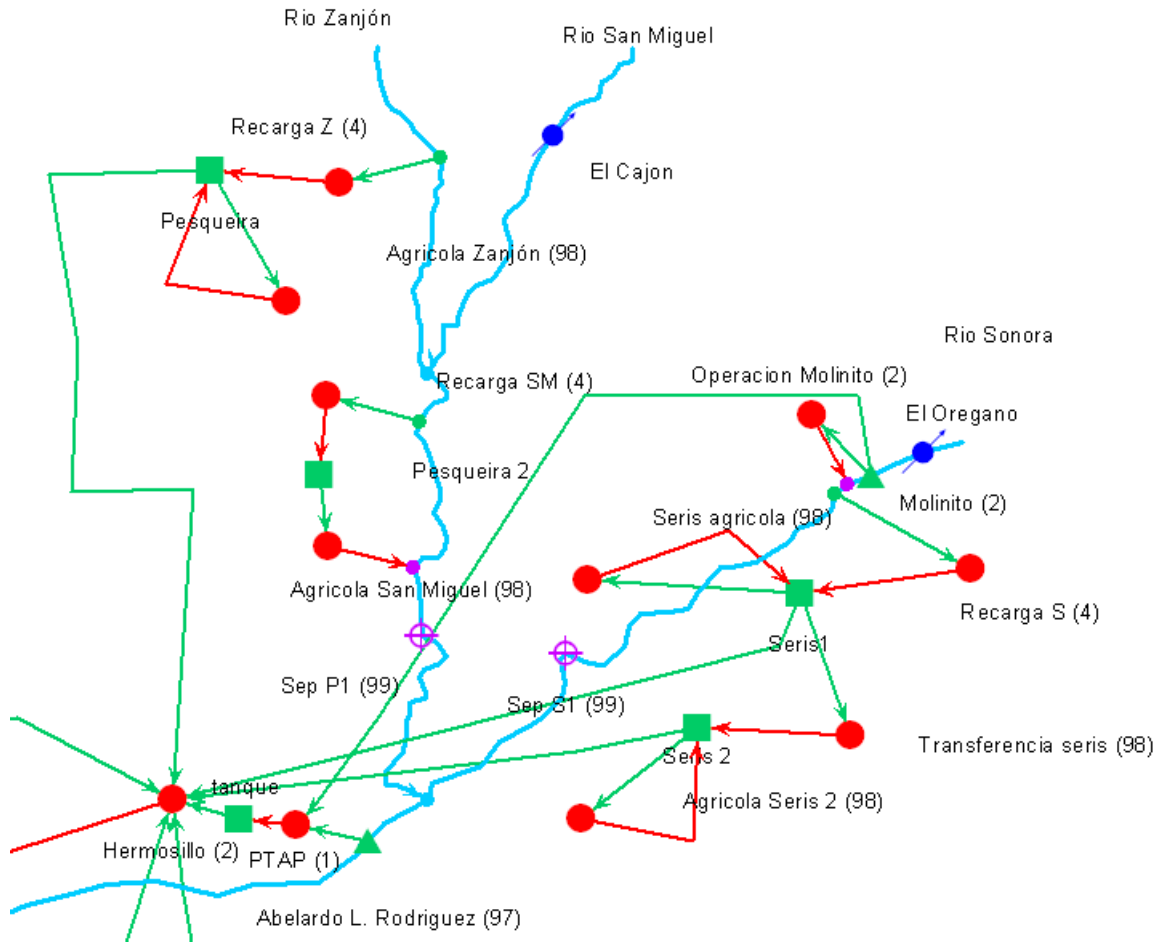 Rio Zanjón
Rio San Miguel
Recarga Z (4)
El Cajon
Pesqueira
Agricola Zanjón (98)
Rio Sonora
Operacion Molinito (2)
Recarga SM (4)
El Oregano
Pesqueira 2
Molinito (2)
Seris agricola (98)
Agricola San Miguel (98)
Recarga S (4)
Seris1
Sep P1 (99)
Sep S1 (99)
Transferencia seris (98)
Seris 2
tanque
Agricola Seris 2 (98)
Hermosillo (2)
PTAP (1)
Abelardo L. Rodriguez (97)